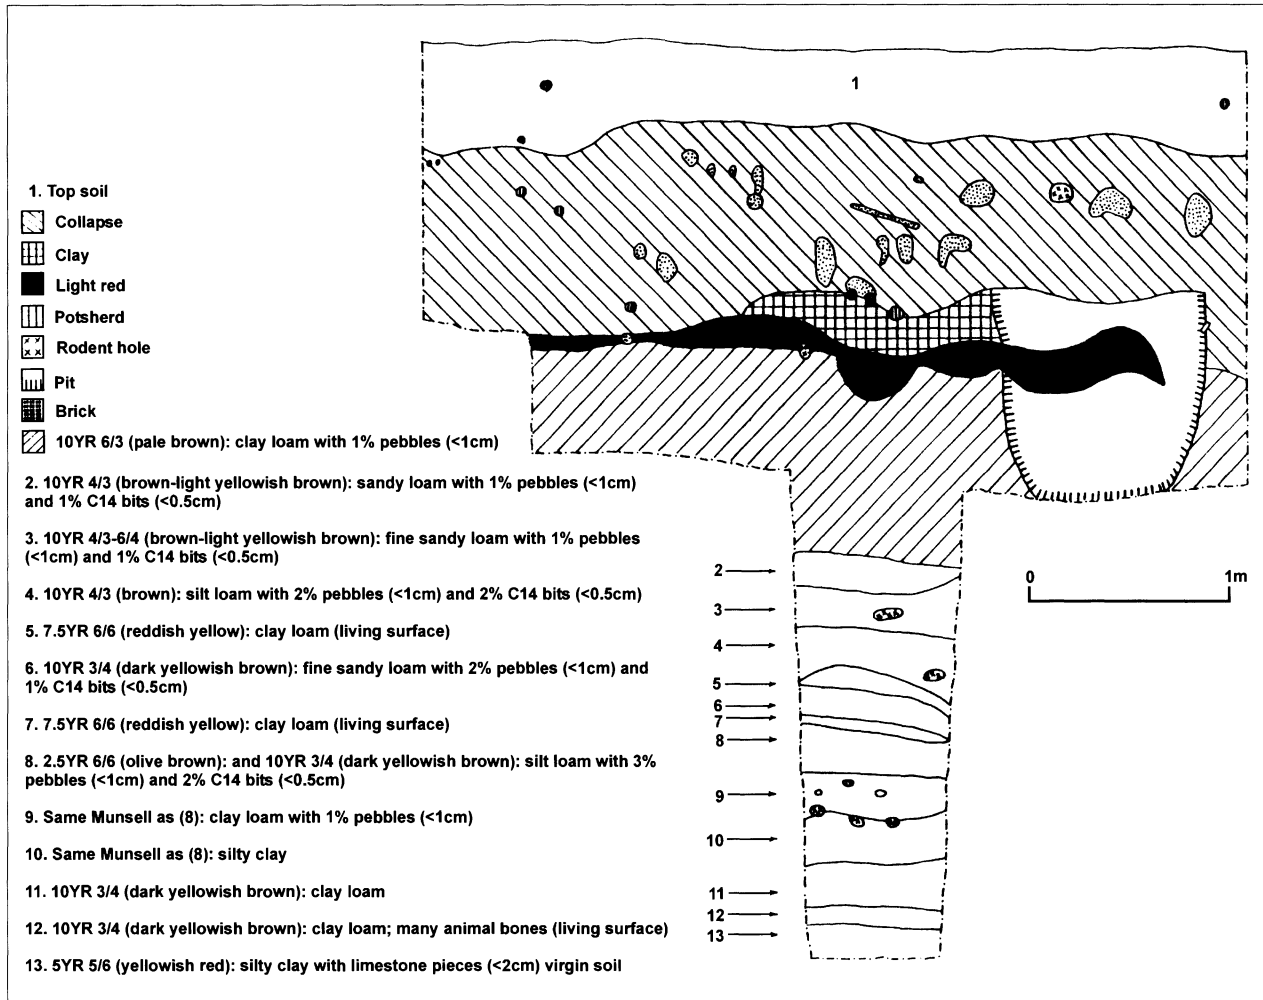 1
1. Top soil
Collapse
Clay
Light red
Potsherd
Rodent hole
Pit
Brick
10YR 6/3 (pale brown): clay loam with 1% pebbles (<1cm)
2. 10YR 4/3 (brown-light yellowish brown): sandy loam with 1% pebbles (<1cm)
and 1% C14 bits (<0.5cm)
3. 10YR 4/3-6/4 (brown-light yellowish brown): fine sandy loam with 1% pebbles
(<1cm) and 1% C14 bits (<0.5cm)
4. 10YR 4/3 (brown): silt loam with 2% pebbles (<1cm) and 2% C14 bits (<0.5cm)
5. 7.5YR 6/6 (reddish yellow): clay loam (living surface)
6. 10YR 3/4 (dark yellowish brown): fine sandy loam with 2% pebbles (<1cm) and
1% C14 bits (<0.5cm)
7. 7.5YR 6/6 (reddish yellow): clay loam (living surface)
8. 2.5YR 6/6 (olive brown): and 10YR 3/4 (dark yellowish brown): silt loam with 3%
pebbles (<1cm) and 2% C14 bits (<0.5cm)
9. Same Munsell as (8): clay loam with 1% pebbles (<1cm)
10. Same Munsell as (8): silty clay
11. 10YR 3/4 (dark yellowish brown): clay loam
12. 10YR 3/4 (dark yellowish brown): clay loam; many animal bones (living surface)
13. 5YR 5/6 (yellowish red): silty clay with limestone pieces (<2cm) virgin soil
2
3
4
5
6
7
8
9
10
11
12
13
0 1m